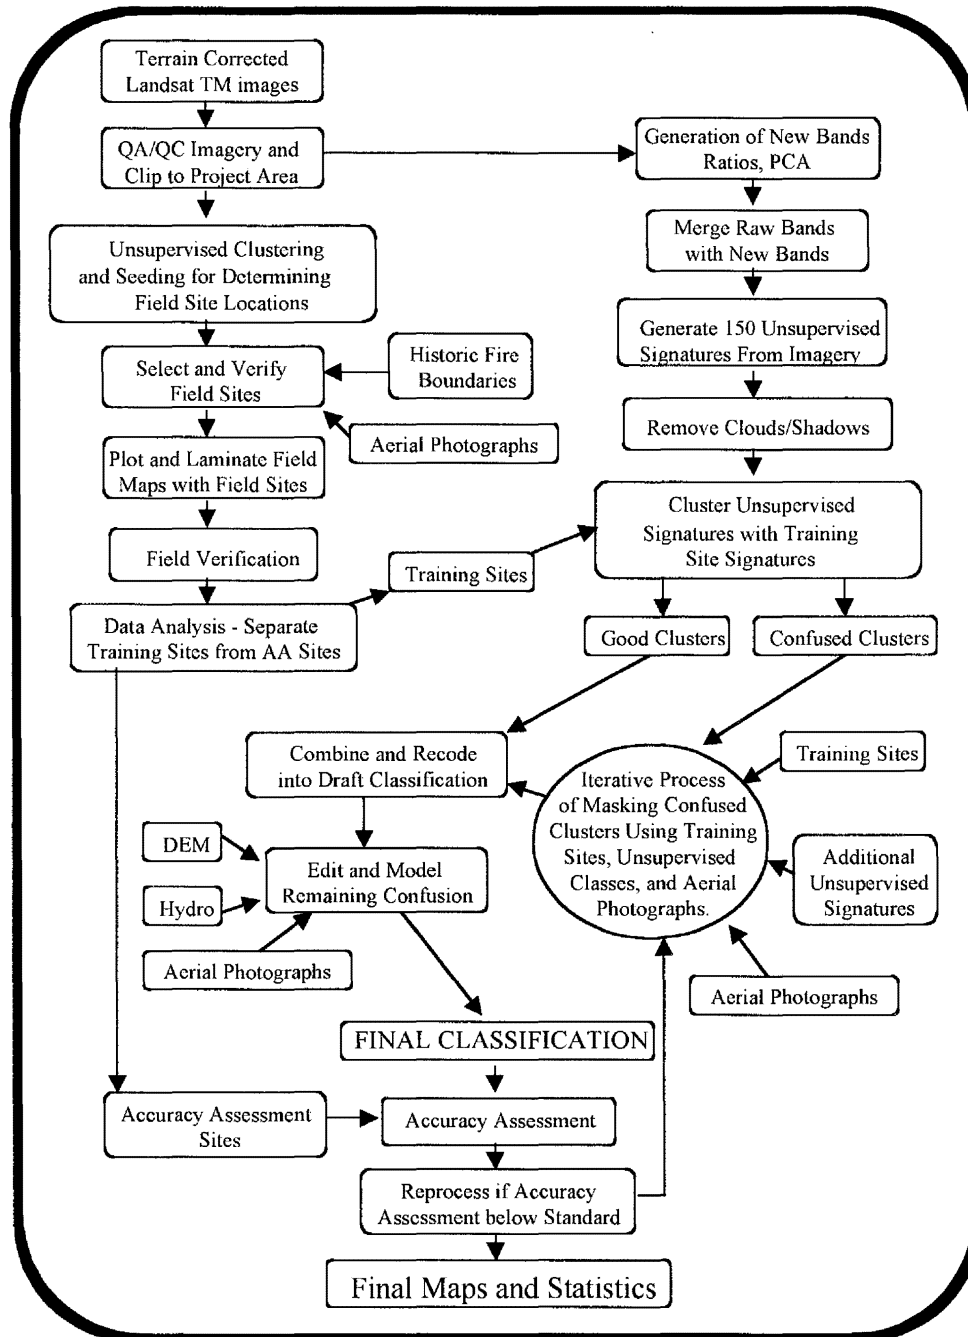 Terrain Corrected
Landsat TM images
QA/QC Imagery and
Clip to Project Area
Generation of New Bands
Ratios, PCA
Merge Raw Bands
with New Bands
Unsupervised Clustering
and Seeding for Determining
Field Site Locations
Generate 150 Unsupervised
Signatures From Imagery
Select and Verify
Field Sites
Historic Fire
Boundaries
Aerial Photographs
Remove Clouds/Shadows
Plot and Laminate Field
Maps with Field Sites
Cluster Unsupervised
Signatures with Training
Site Signatures
Field Verification
Training Sites
Data Analysis - Separate
Training Sites from AA Sites
Good Clusters
Confused Clusters
Combine and Recode
into Draft Classification
Training Sites
Iterative Process
of Masking Confused
Clusters Using Training
Sites, Unsupervised
Classes, and Aerial
Photographs.
DEM
Edit and Model
Remaining Confusion
Additional
Unsupervised
Signatures
Hydro
Aerial Photographs
Aerial Photographs
FINAL CLASSIFICATION
Accuracy Assessment
Sites
Accuracy Assessment
Reprocess if Accuracy
Assessment below Standard
Final Maps and Statistics